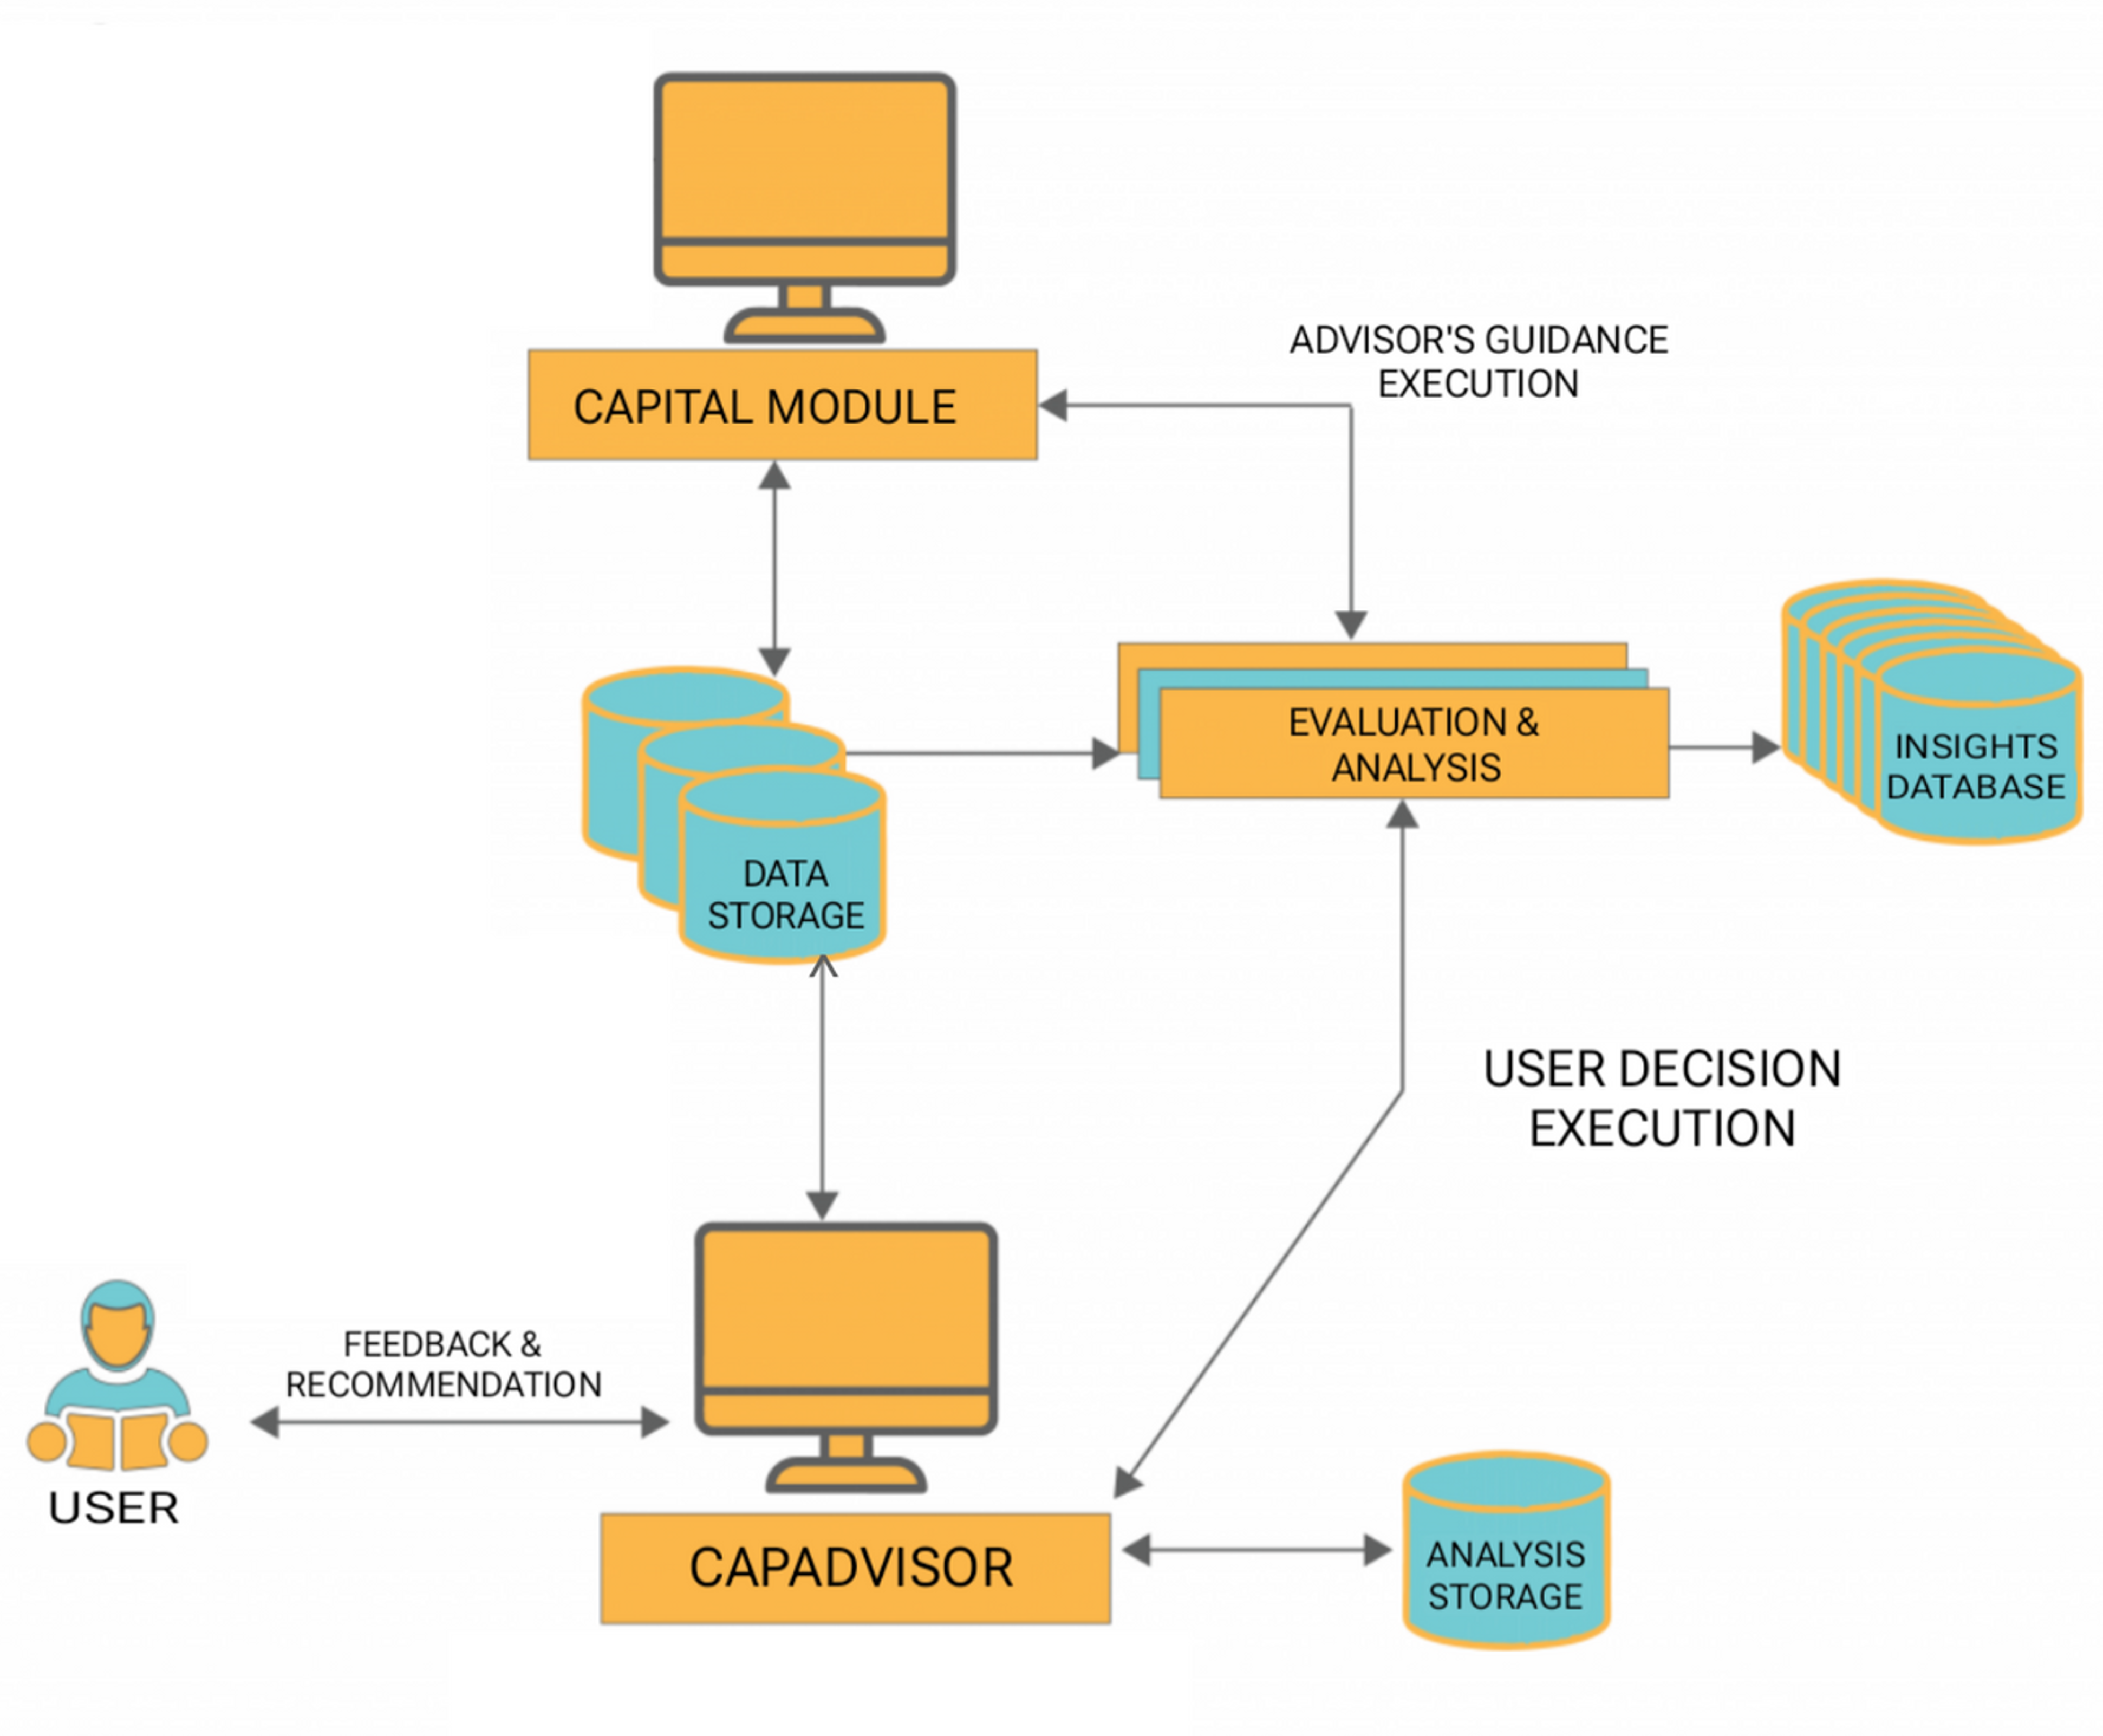 CAPITAL MODULE
ADVISOR'S GUIDANCE
EXECUTION
EVALUATION &
ANALYSIS
INSIGHTS
DATABASE
DATA
STORAGE
USER DECISION
EXECUTION
FEEDBACK &
RECOMMENDATION
USER
CAPADVISOR
ANALYSIS
STORAGE